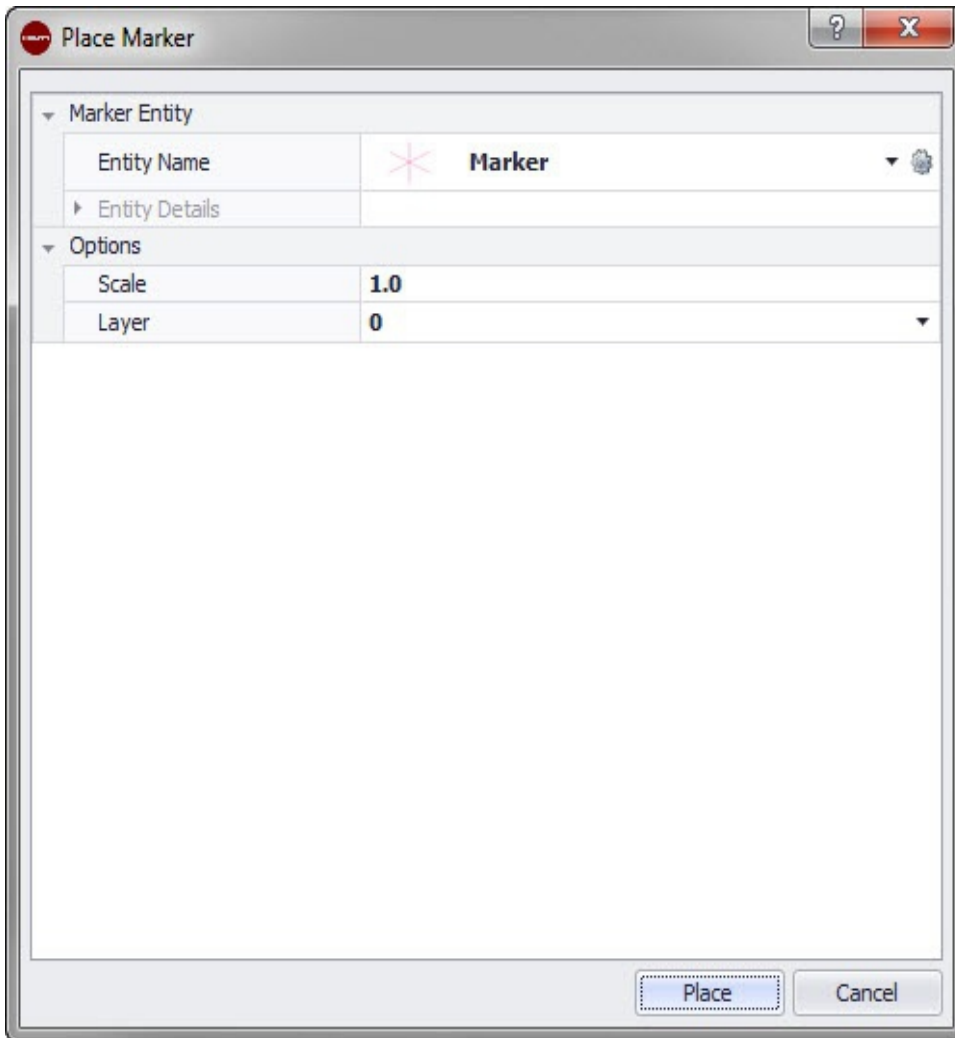 Place Marker
?
X
Marker Entity
Entity Name
Marker
Entity Details
Options
Scale
1.0
Layer
0
Place
Cancel